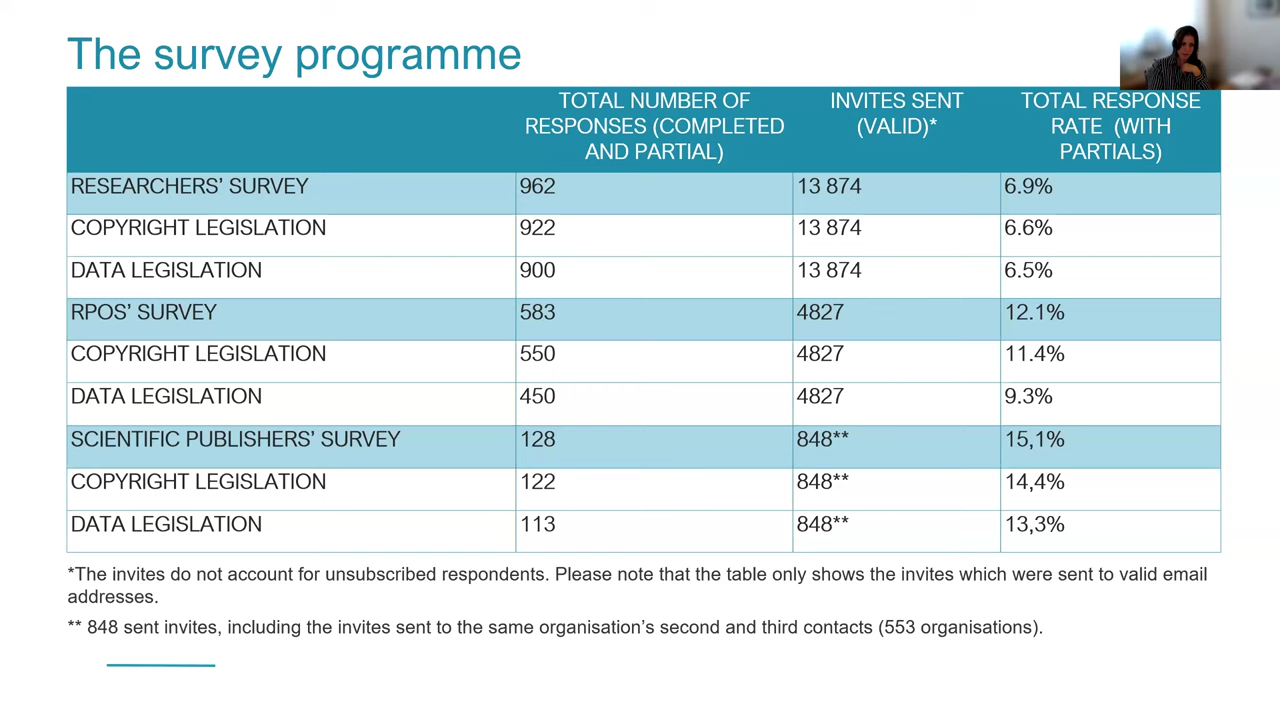 The survey programme
TOTAL NUMBER OF RESPONSES (COMPLETED AND PARTIAL) INVITES SENT (VALID)* TOTAL RESPONSE RATE (WITH PARTIALS)
RESEARCHERS’ SURVEY 962 13 874 6.9%
COPYRIGHT LEGISLATION 922 13 874 6.6%
DATA LEGISLATION 900 13 874 6.5%
RPOS’ SURVEY 583 4827 12.1%
COPYRIGHT LEGISLATION 550 4827 11.4%
DATA LEGISLATION 450 4827 9.3%
SCIENTIFIC PUBLISHERS’ SURVEY 128 848** 15,1%
COPYRIGHT LEGISLATION 122 848** 14,4%
DATA LEGISLATION 113 848** 13,3%
*The invites do not account for unsubscribed respondents. Please note that the table only shows the invites which were sent to valid email
addresses.
** 848 sent invites, including the invites sent to the same organisation’s second and third contacts (553 organisations).